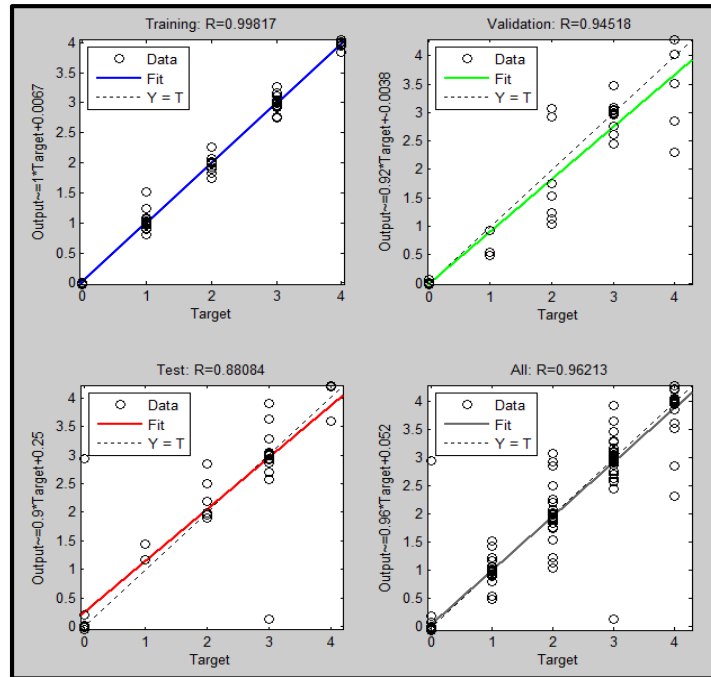 Training: R=0.99817
Output~=1*Target+0.0067
4
3.5
3
2.5
2
1.5
1
0.5
0
Data
Fit
Y = T
0 1 2 3 4
Target
Validation: R=0.94518
Output~=0.92*Target+-0.0038
4
3.5
3
2.5
2
1.5
1
0.5
0
Data
Fit
Y = T
0 1 2 3 4
Target
Test: R=0.88084
Output~=0.9*Target+0.25
4
3.5
3
2.5
2
1.5
1
0.5
0
Data
Fit
Y = T
0 1 2 3 4
Target
All: R=0.96213
Output~=0.96*Target+0.052
4
3.5
3
2.5
2
1.5
1
0.5
0
Data
Fit
Y = T
0 1 2 3 4
Target